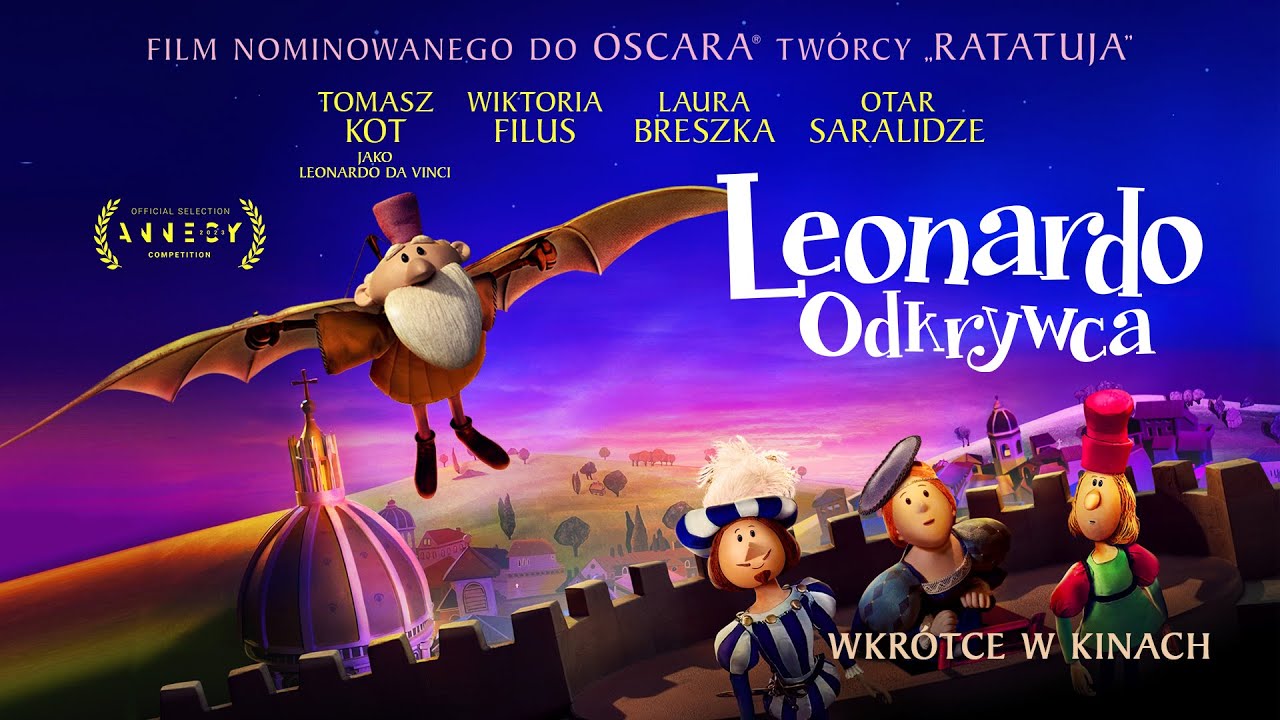 FILM NOMINOWANEGO DO OSCARA® TWÓRCY „RATATUJA”
TOMASZ KOT
JAKO
LEONARDO DA VINCI
WIKTORIA FILUS
LAURA BRESZKA
OTAR SARALIDZE
OFFICIAL SELECTION
ANNECY
2023
COMPETITION
Leonardo
Odkrywca
WKRÓTCE W KINACH